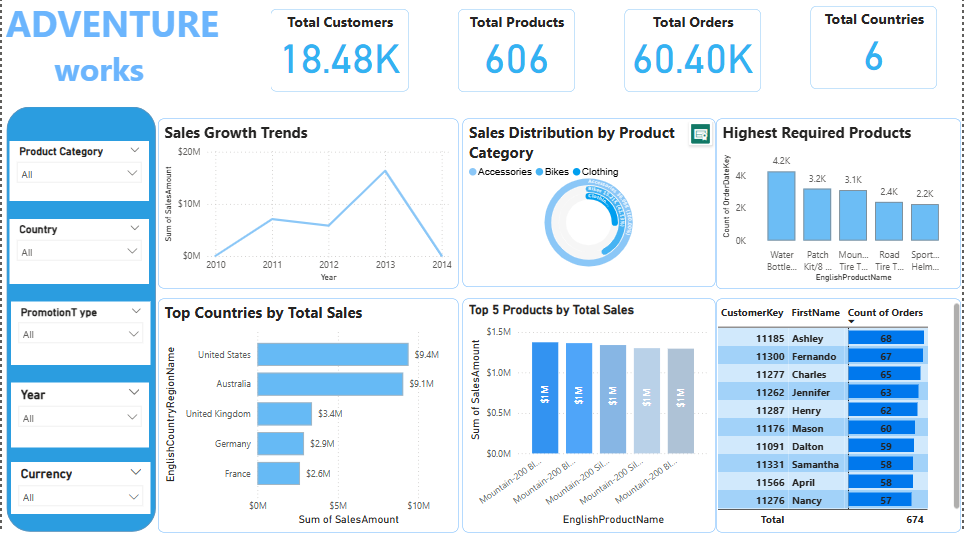 ADVENTURE
works
Total Customers
18.48K
Total Products
606
Total Orders
60.40K
Total Countries
6
Product Category
All
Country
All
PromotionT ype
All
Year
All
Currency
All
Sales Growth Trends
Sum of SalesAmount
$20M
$10M
$0M
2010 2011 2012 2013 2014
Year
Sales Distribution by Product
Category
Accessories Bikes Clothing
Highest Required Products
Count of OrderDateKey
4K
2K
0K
4.2K
3.2K
3.1K
2.4K
2.2K
Water Patch Moun... Road Sport...
Bottle... Kit/8 ... Tire T... Tire T... Helm...
EnglishProductName
Top Countries by Total Sales
EnglishCountryRegionName
United States $9.4M
Australia $9.1M
United Kingdom $3.4M
Germany $2.9M
France $2.6M
$0M $5M $10M
Sum of SalesAmount
Top 5 Products by Total Sales
Sum of SalesAmount
$1.5M
$1.0M
$0.5M
$0.0M
$1M $1M $1M $1M $1M
Mountain-200 Bl...
Mountain-200 Bl...
Mountain-200 Sil...
Mountain-200 Sil...
Mountain-200 Bl...
EnglishProductName
CustomerKey FirstName Count of Orders
11185 Ashley 68
11300 Fernando 67
11277 Charles 65
11262 Jennifer 63
11287 Henry 62
11176 Mason 60
11091 Dalton 59
11331 Samantha 58
11566 April 58
11276 Nancy 57
Total 674